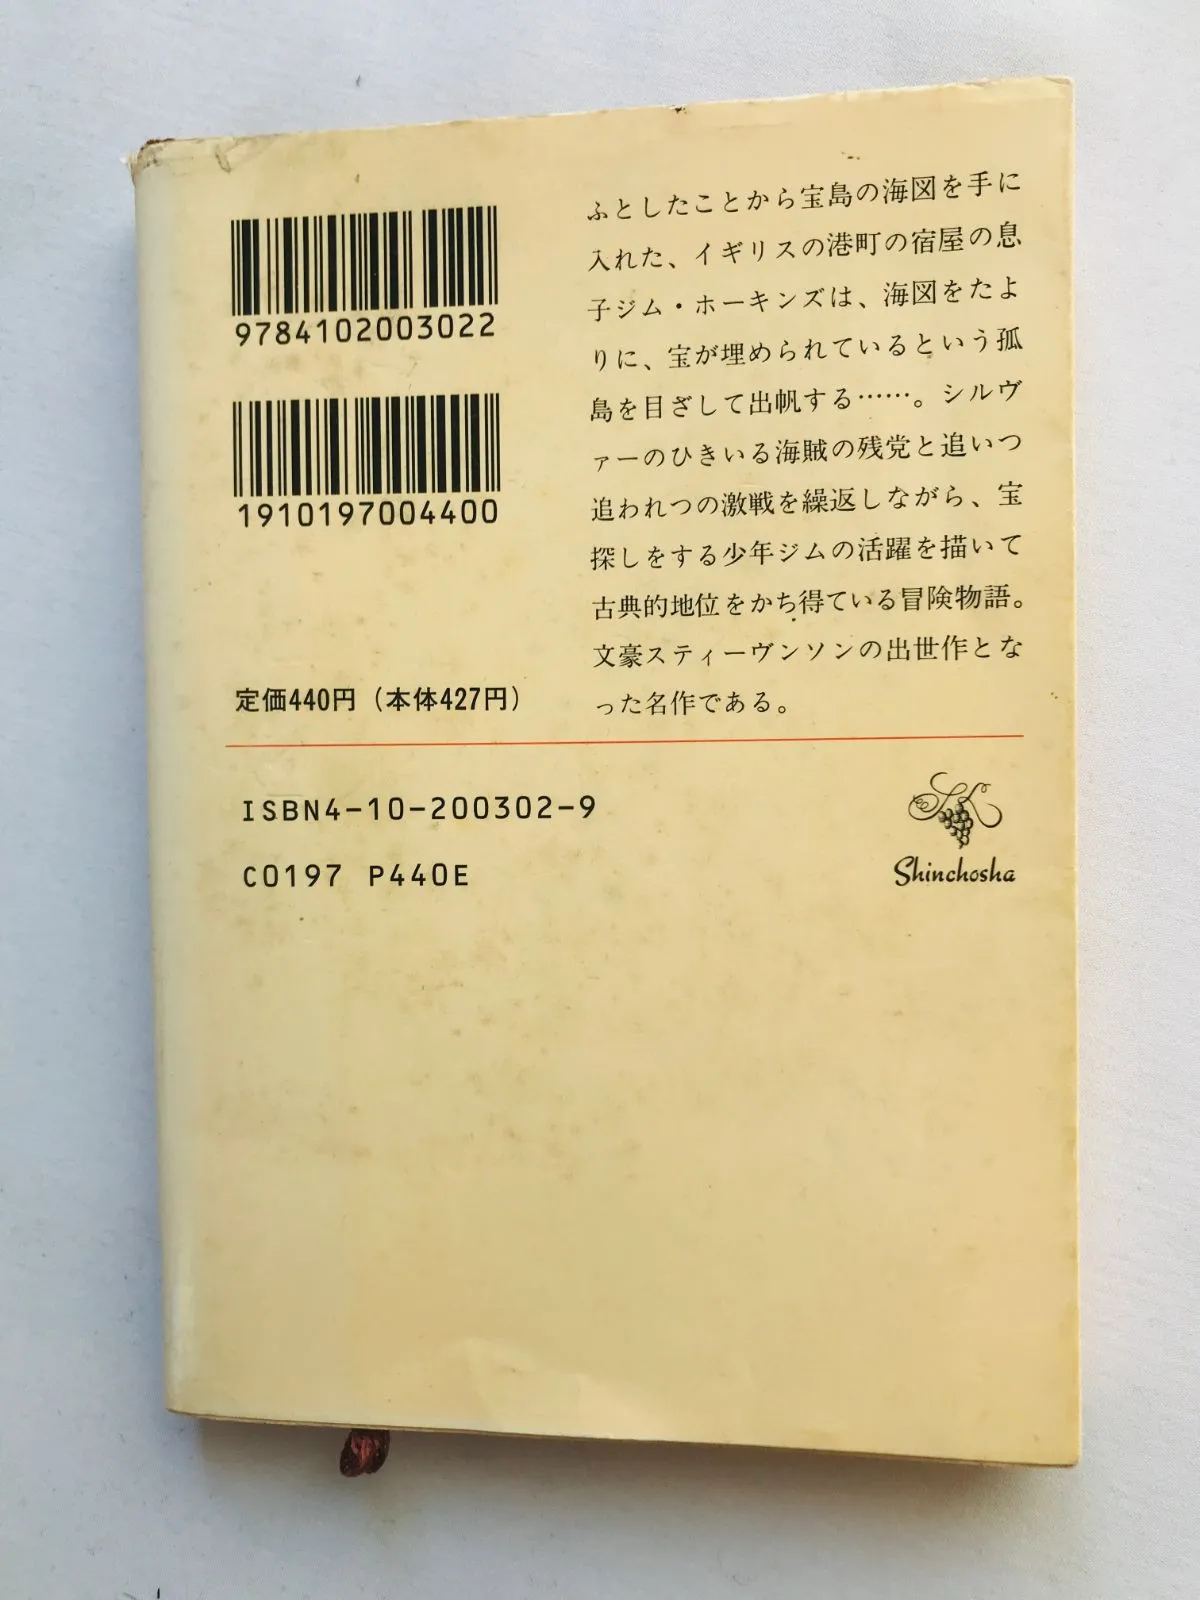 9784102003022
1910197004400
定価440円(本体427円)
ふとしたことから宝島の海図を手に
入れた、イギリスの港町の宿屋の息
子ジム・ホーキンズは、海図をたよ
りに、宝が埋められているという孤
島を目ざして出帆する……。シルヴ
ァーのひきいる海賊の残党と追いつ
追われつの激戦を繰返しながら、宝
探しをする少年ジムの活躍を描いて
古典的地位をかち得ている冒険物語。
文豪スティーヴンソンの出世作とな
った名作である。
ISBN4-10-200302-9
C0197 P440E
SK
Shinchosha